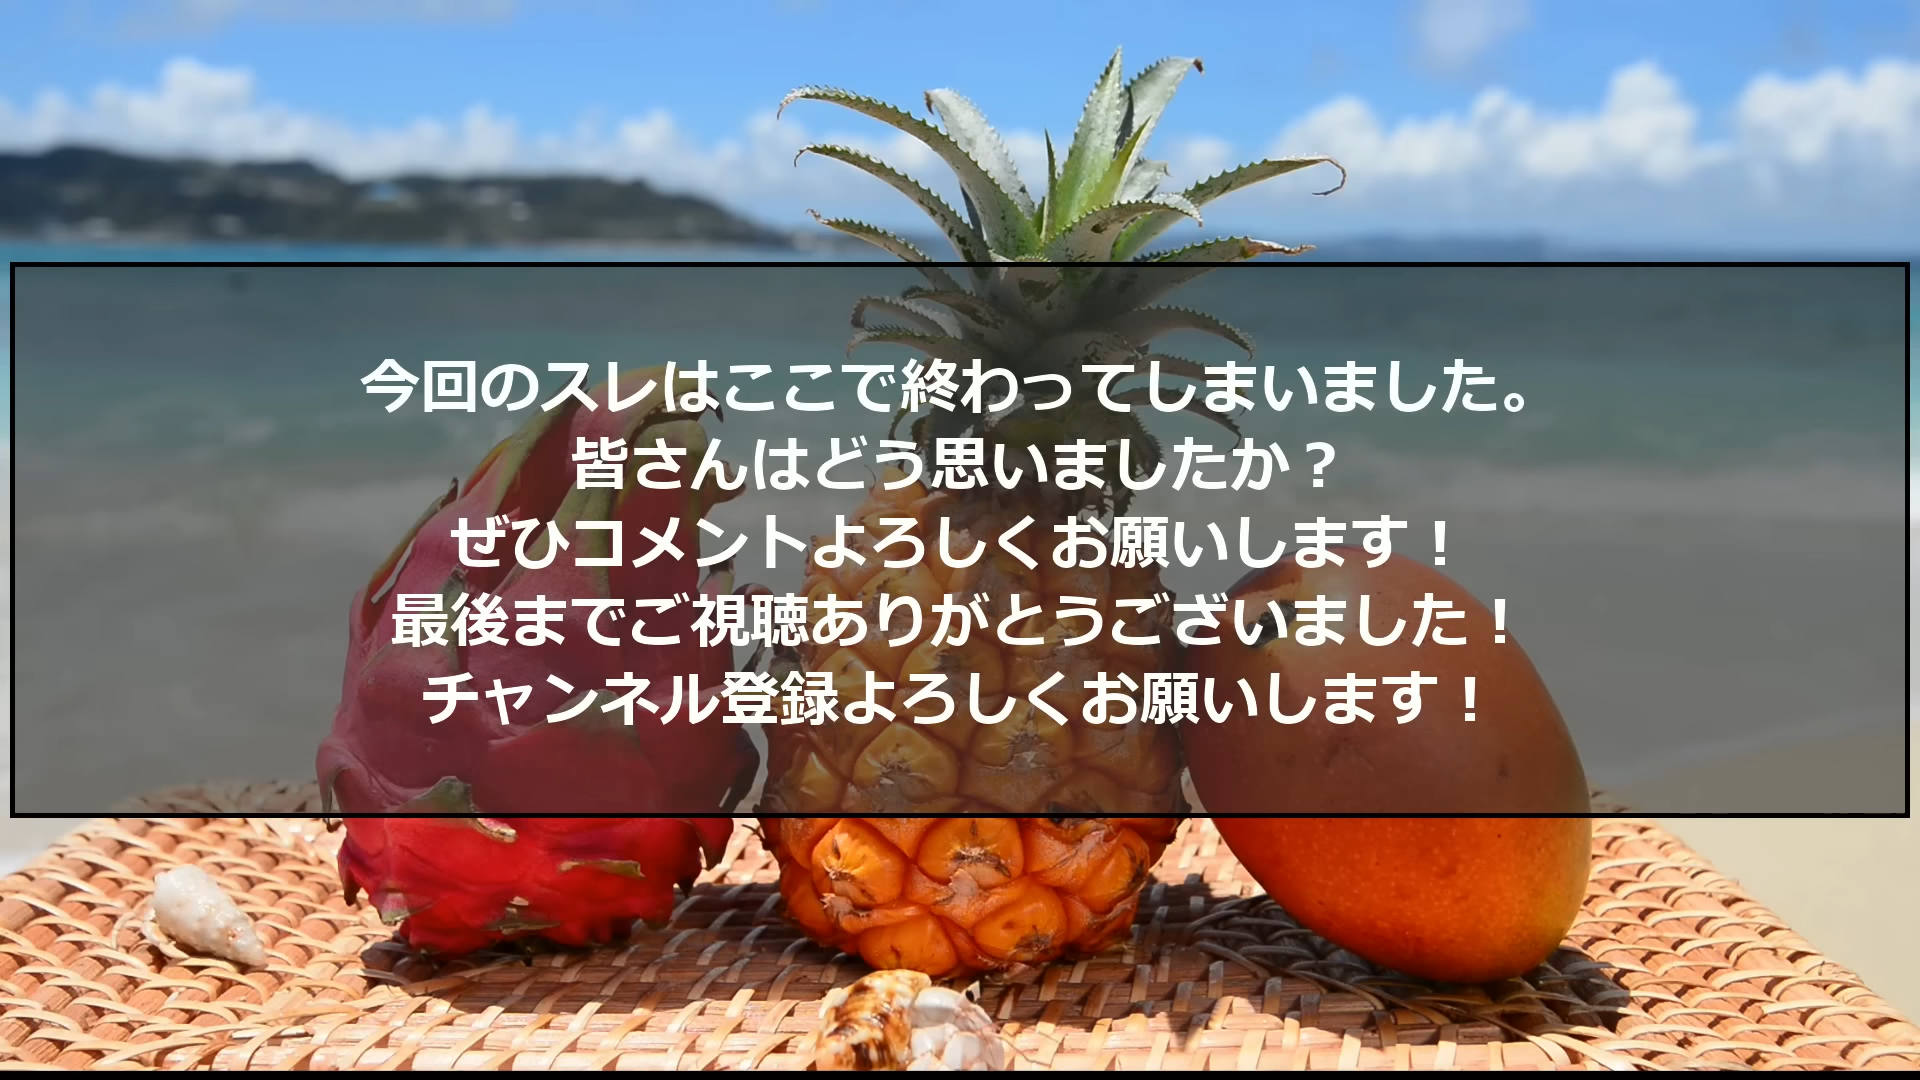 今回のスレはここで終わってしまいました。
皆さんはどう思いましたか？
ぜひコメントよろしくお願いします！
最後までご視聴ありがとうございました！
チャンネル登録よろしくお願いします！